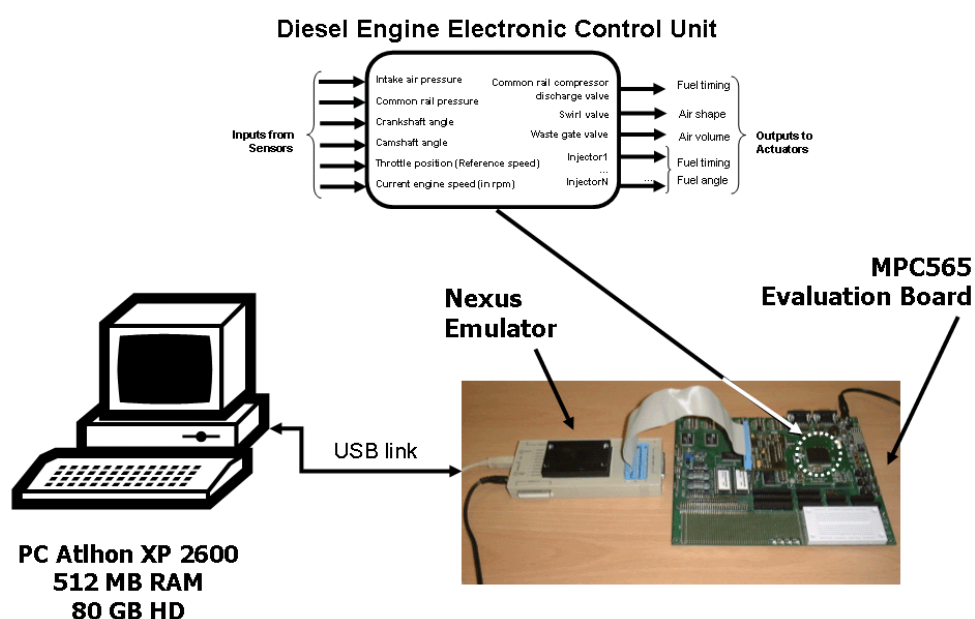 Diesel Engine Electronic Control Unit
Inputs from
Sensors
Intake air pressure
Common rail pressure
Crankshaft angle
Camshaft angle
Throttle position (Reference speed)
Current engine speed (in rpm)
Common rail compressor
discharge valve
Swirl valve
Waste gate valve
Injector1
...
InjectorN
Fuel timing
Air shape
Air volume
Fuel timing
....
Fuel angle
Outputs to
Actuators
MPC565
Evaluation Board
Nexus
Emulator
USB link
PC Atlhon XP 2600
512 MB RAM
80 GB HD